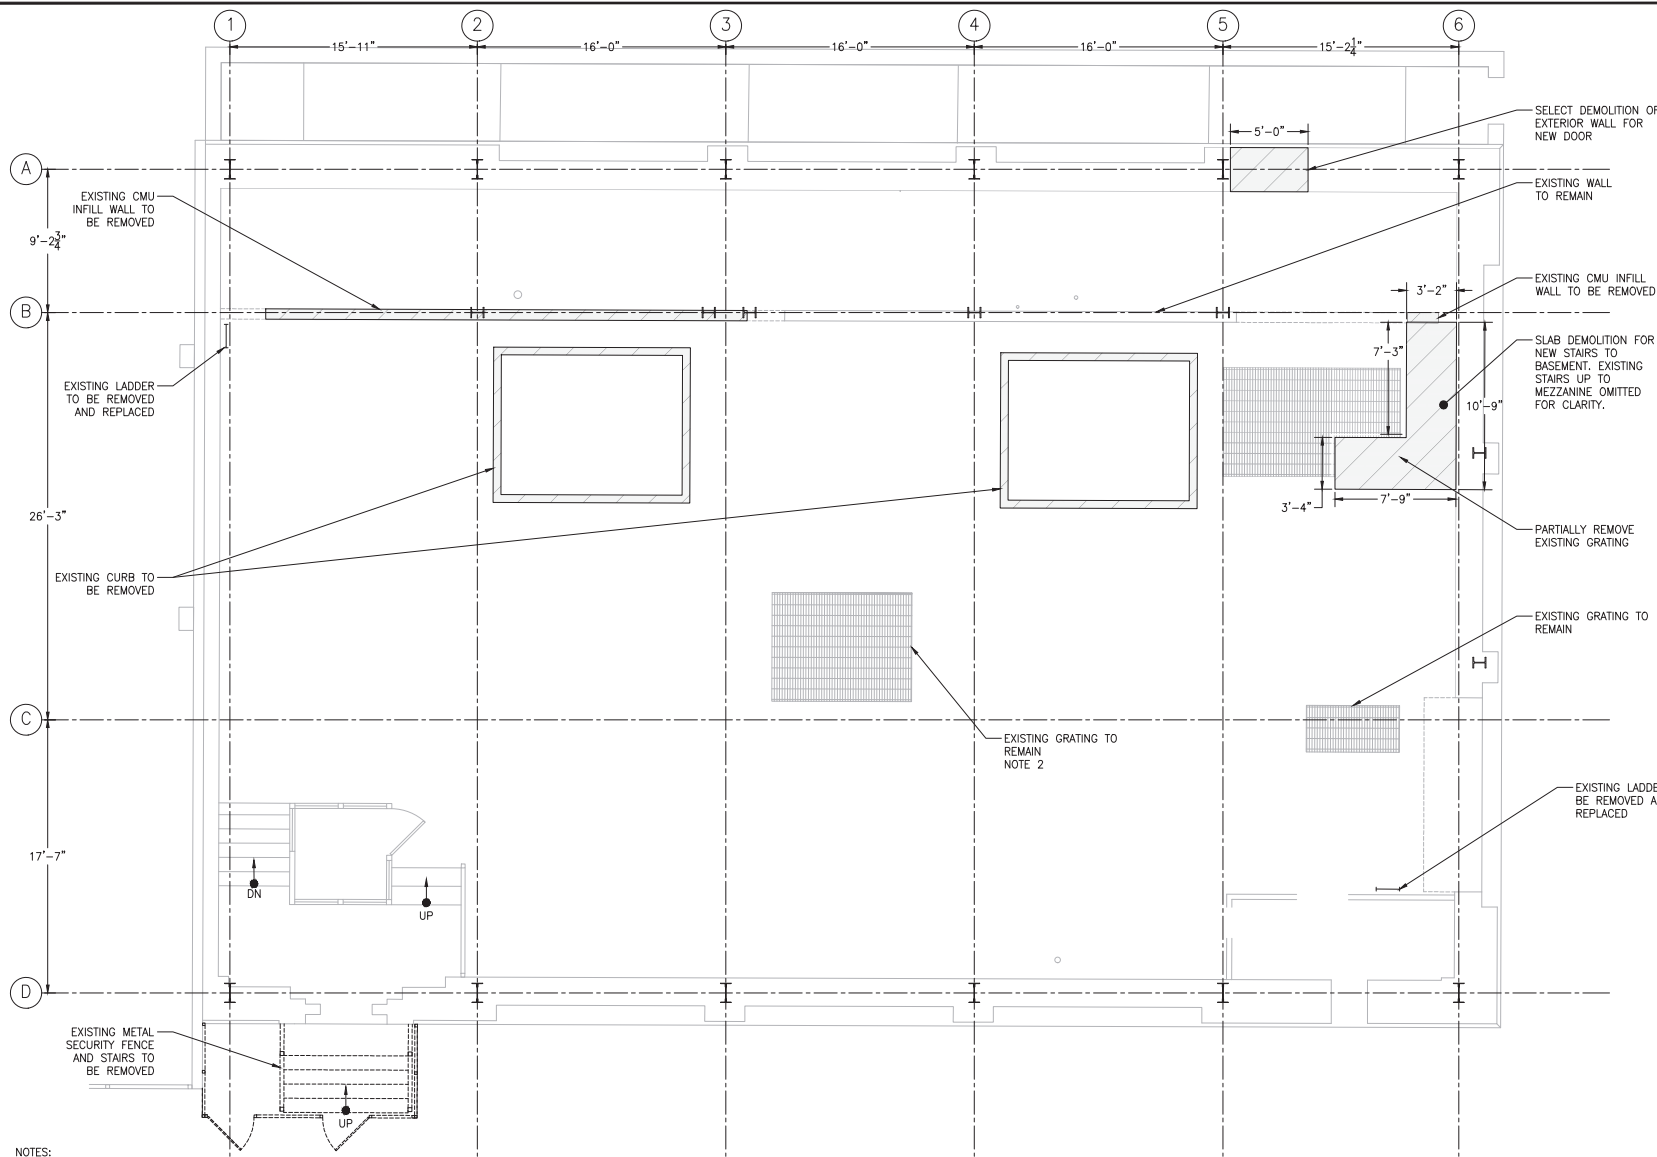 1
2
3
4
5
6
15'-11"
16'-0"
16'-0"
16'-0"
15'-2 1/4"
A
B
C
D
9'-2 3/4"
26'-3"
17'-7"
SELECT DEMOLITION OF
EXTERIOR WALL FOR
NEW DOOR
5'-0"
EXISTING CMU
INFILL WALL TO
BE REMOVED
EXISTING WALL
TO REMAIN
EXISTING CMU INFILL
WALL TO BE REMOVED
3'-2"
7'-3"
10'-9"
3'-4"
7'-9"
SLAB DEMOLITION FOR
NEW STAIRS TO
BASEMENT. EXISTING
STAIRS UP TO
MEZZANINE OMITTED
FOR CLARITY.
EXISTING LADDER
TO BE REMOVED
AND REPLACED
PARTIALLY REMOVE
EXISTING GRATING
EXISTING CURB TO
BE REMOVED
EXISTING GRATING TO
REMAIN
EXISTING GRATING TO
REMAIN
NOTE 2
EXISTING LADDE
BE REMOVED A
REPLACED
DN
UP
EXISTING METAL
SECURITY FENCE
AND STAIRS TO
BE REMOVED
UP
NOTES: